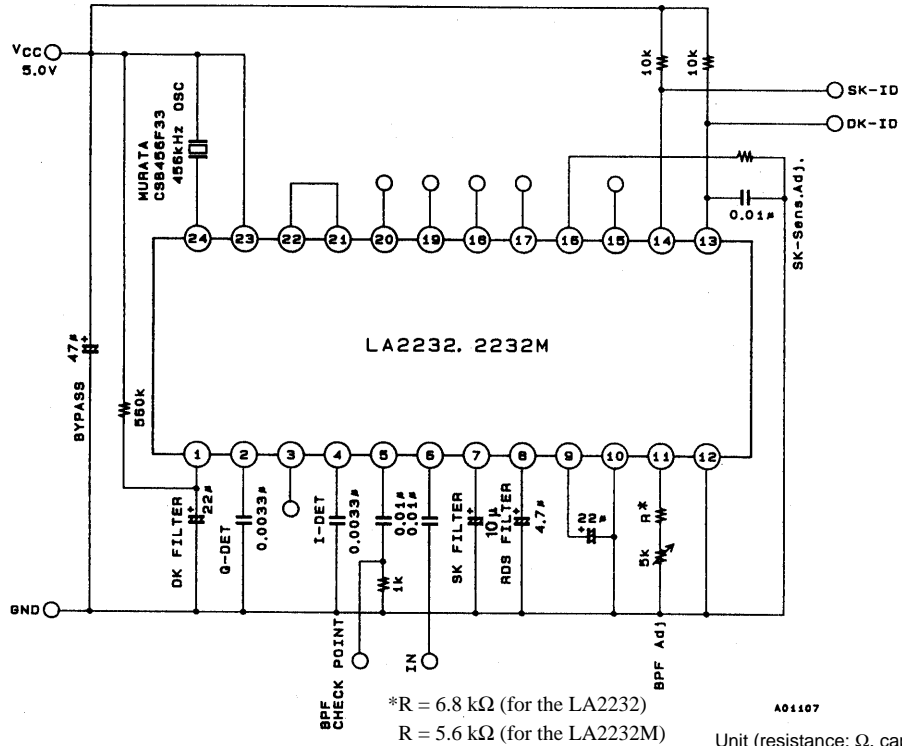 VCC
5.0V
MURATA
CSB456F33
456kHz OSC
10k
10k
SK-ID
DK-ID
0.01µ
SK-Sens.Adj.
24
23
22
21
20
19
18
17
16
15
14
13
BYPASS 47µ
+
560k
LA2232. 2232M
1
2
3
4
5
6
7
8
9
10
11
12
DK FILTER
22µ
+
Q-DET
0.0033µ
I-DET
0.0033µ
0.01µ
0.01µ
1k
SK FILTER
10µ
+
RDS FILTER
4.7µ
+
+
22µ
R*
5k
GND
BPF
CHECK POINT
IN
BPF Adj
*R = 6.8 kΩ (for the LA2232)
R = 5.6 kΩ (for the LA2232M)
A01107
Unit (resistance: Ω, ca